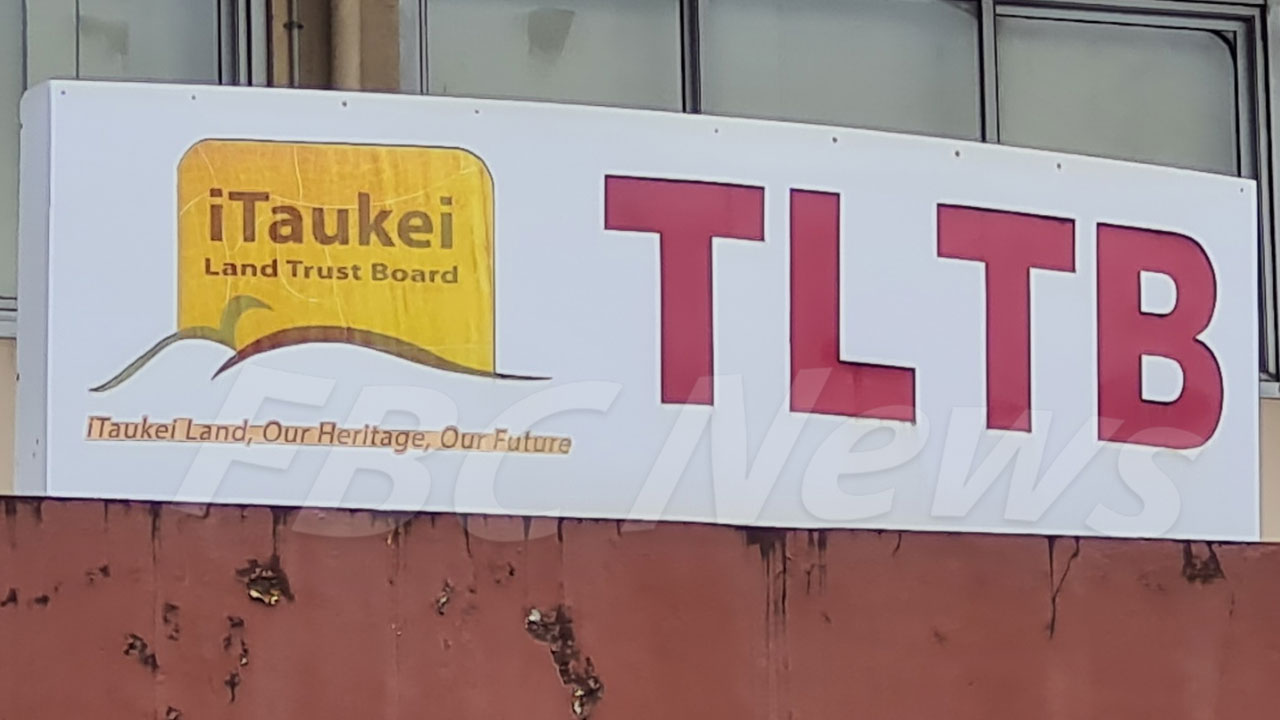 iTaukei
Land Trust Board
iTaukei Land, Our Heritage, Our Future
TLTB
FBC News